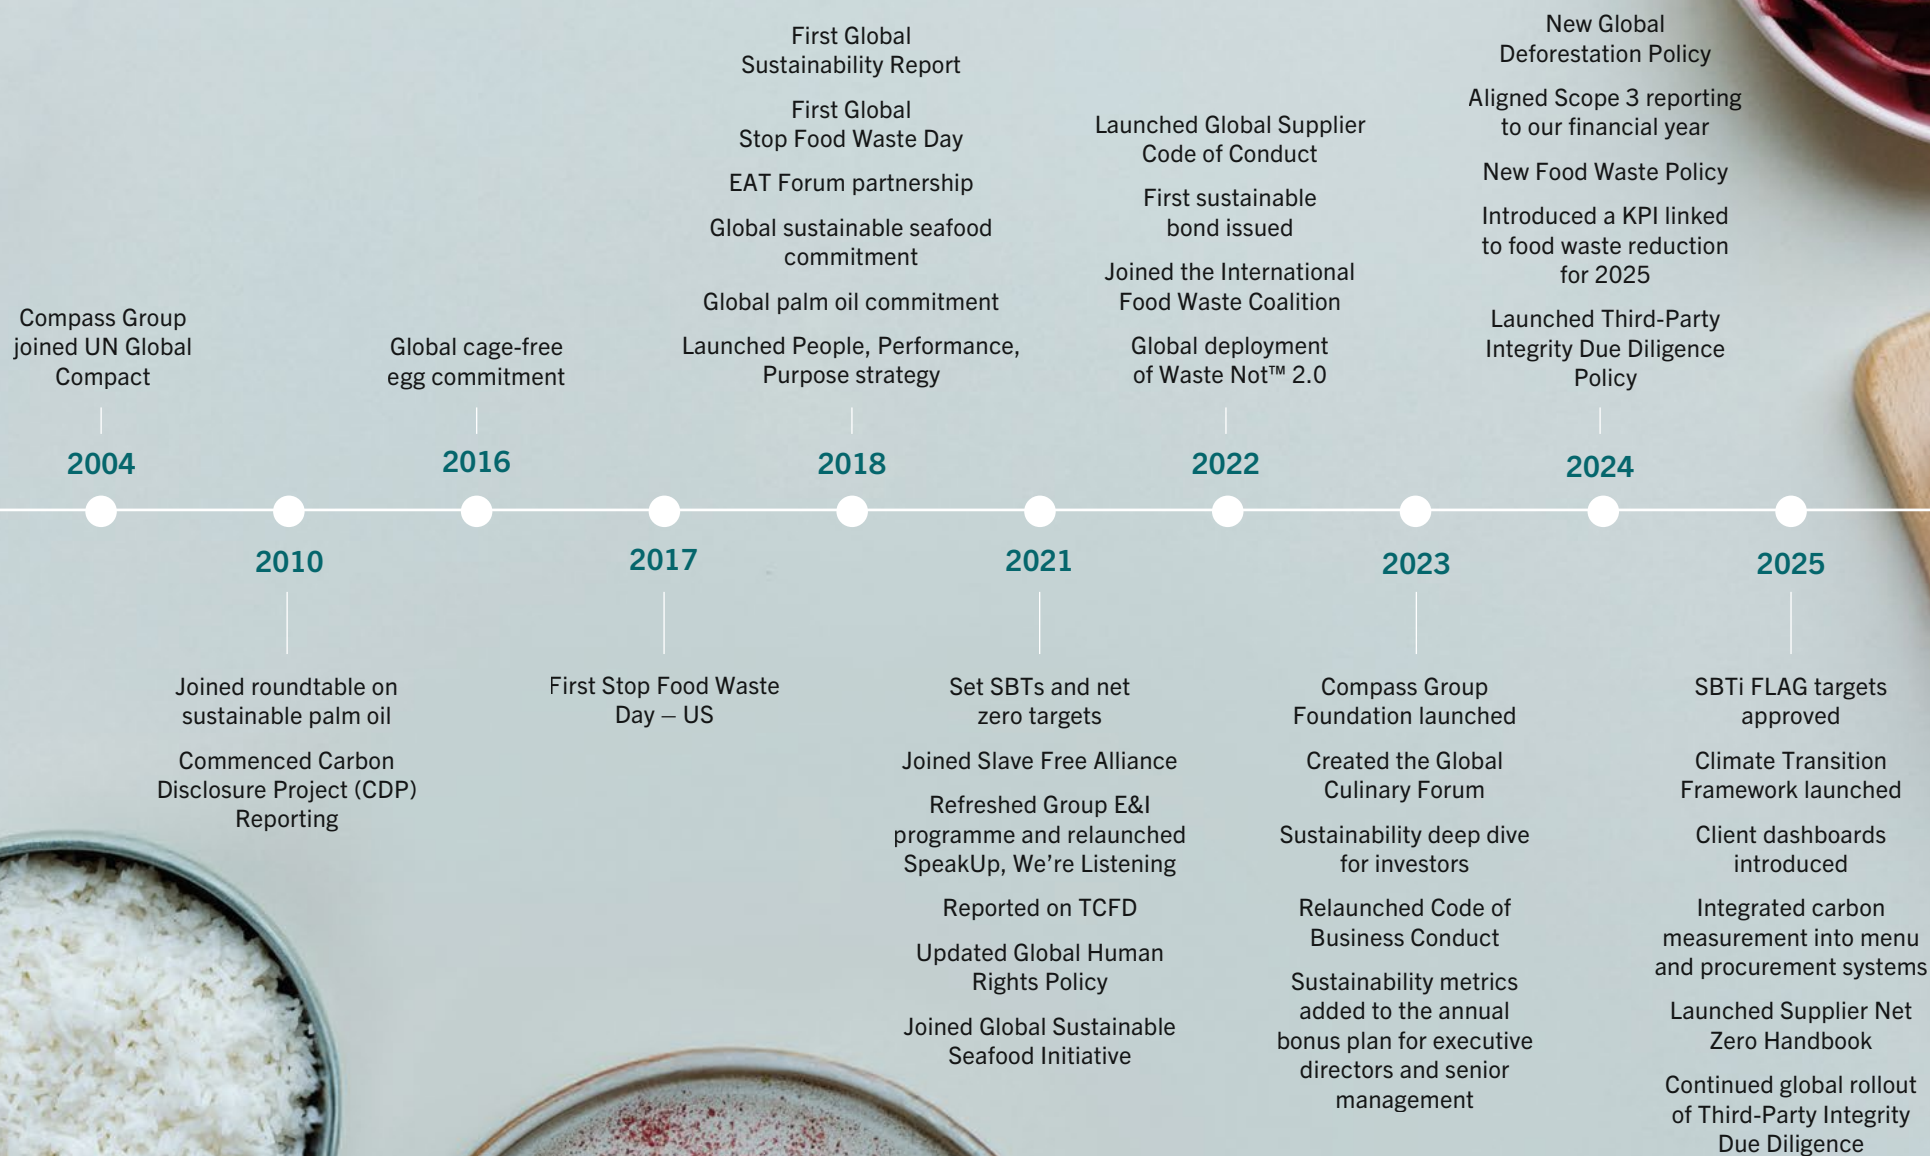 Compass Group
joined UN Global
Compact
2004
2010
Joined roundtable on
sustainable palm oil
Commenced Carbon
Disclosure Project (CDP)
Reporting
Global cage-free
egg commitment
2016
2017
First Stop Food Waste
Day – US
First Global
Sustainability Report
First Global
Stop Food Waste Day
EAT Forum partnership
Global sustainable seafood
commitment
Global palm oil commitment
Launched People, Performance,
Purpose strategy
2018
2021
Set SBTs and net
zero targets
Joined Slave Free Alliance
Refreshed Group E&I
programme and relaunched
SpeakUp, We’re Listening
Reported on TCFD
Updated Global Human
Rights Policy
Joined Global Sustainable
Seafood Initiative
Launched Global Supplier
Code of Conduct
First sustainable
bond issued
Joined the International
Food Waste Coalition
Global deployment
of Waste Not™ 2.0
2022
2023
Compass Group
Foundation launched
Created the Global
Culinary Forum
Sustainability deep dive
for investors
Relaunched Code of
Business Conduct
Sustainability metrics
added to the annual
bonus plan for executive
directors and senior
management
New Global
Deforestation Policy
Aligned Scope 3 reporting
to our financial year
New Food Waste Policy
Introduced a KPI linked
to food waste reduction
for 2025
Launched Third-Party
Integrity Due Diligence
Policy
2024
2025
SBTi FLAG targets
approved
Climate Transition
Framework launched
Client dashboards
introduced
Integrated carbon
measurement into menu
and procurement systems
Launched Supplier Net
Zero Handbook
Continued global rollout
of Third-Party Integrity
Due Diligence